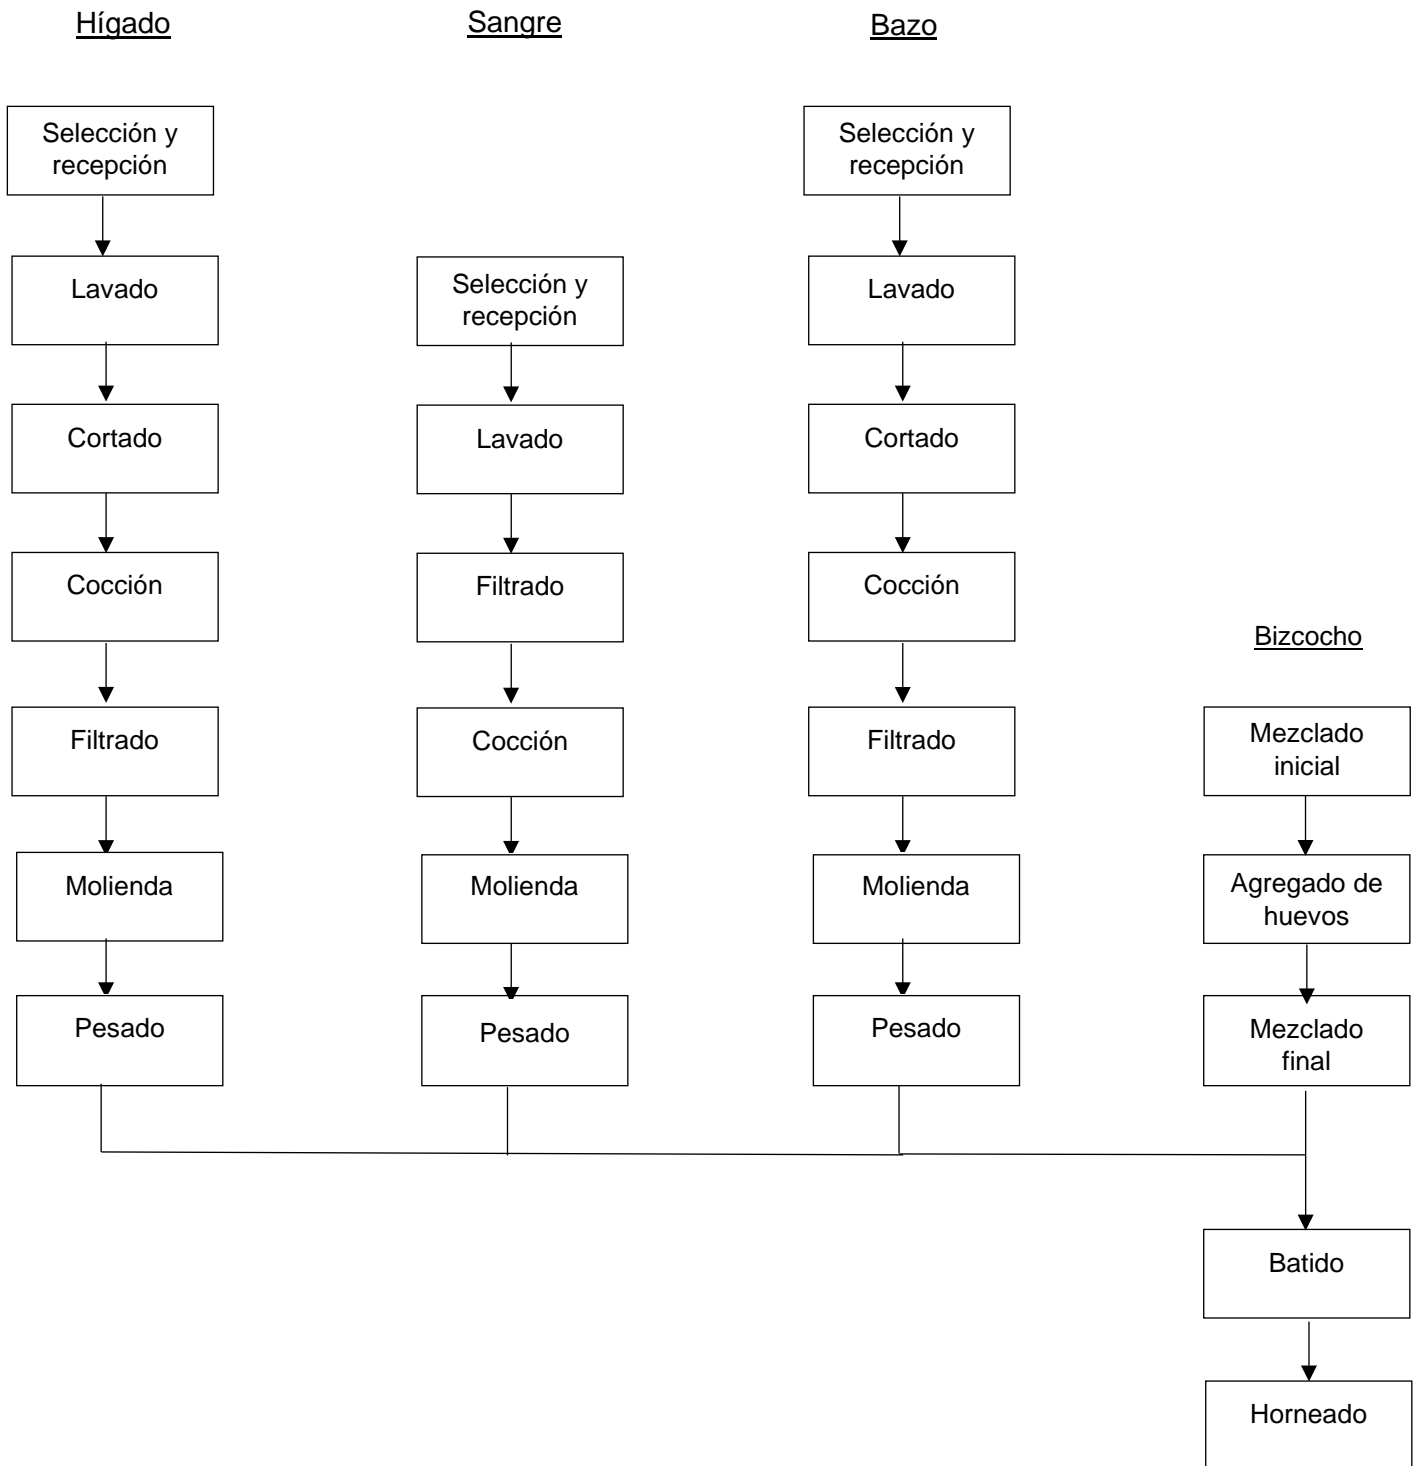 Hígado
Sangre
Bazo
Selección y
recepción
Lavado
Cortado
Cocción
Filtrado
Molienda
Pesado
Selección y
recepción
Lavado
Filtrado
Cocción
Molienda
Pesado
Selección y
recepción
Lavado
Cortado
Cocción
Filtrado
Molienda
Pesado
Bizcocho
Mezclado
inicial
Agregado de
huevos
Mezclado
final
Batido
Horneado